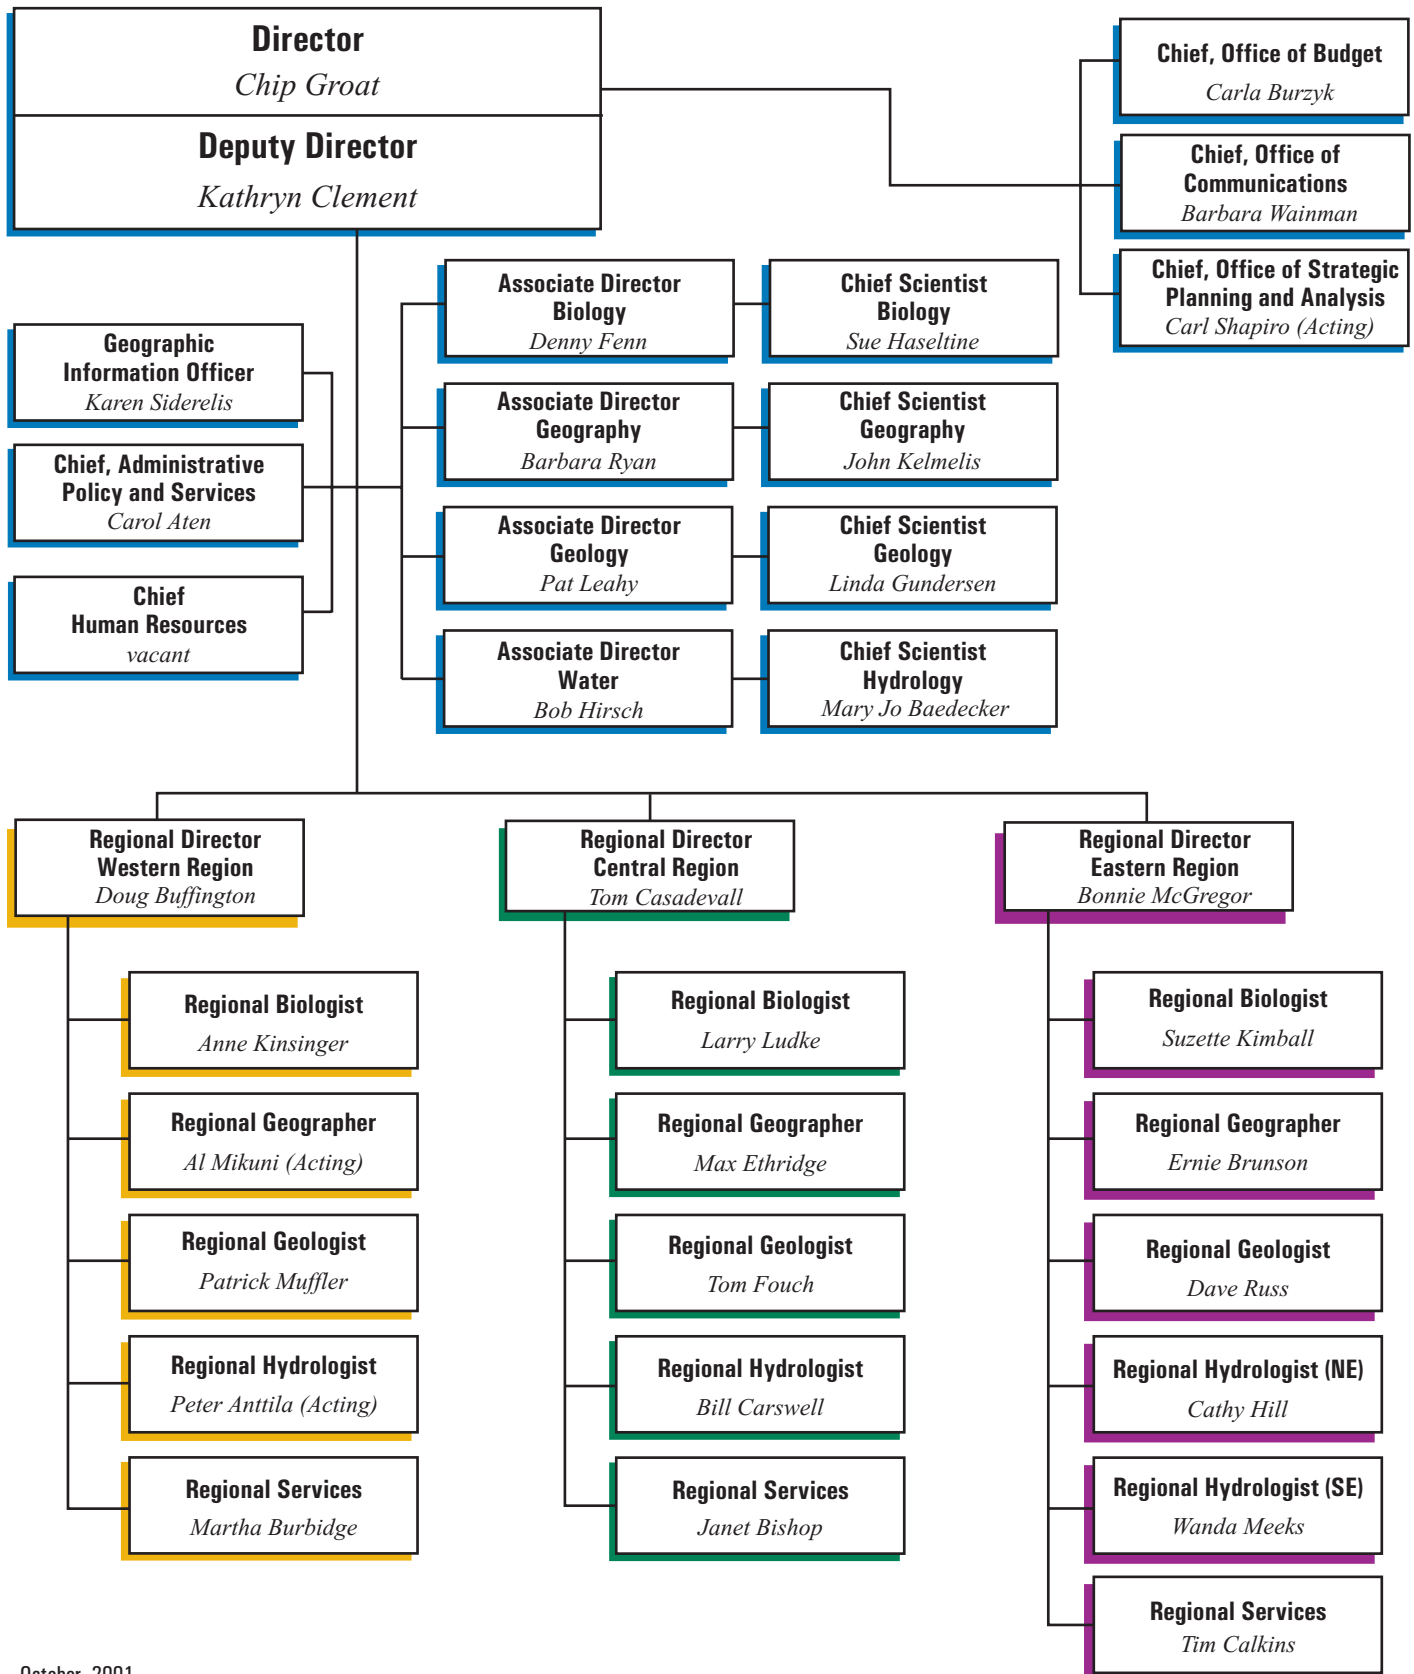 Director
Chip Groat
Deputy Director
Kathryn Clement
Chief, Office of Budget
Carla Burzyk
Chief, Office of
Communications
Barbara Wainman
Chief, Office of Strategic
Planning and Analysis
Carl Shapiro (Acting)
Geographic
Information Officer
Karen Siderelis
Chief, Administrative
Policy and Services
Carol Aten
Chief
Human Resources
vacant
Associate Director
Biology
Denny Fenn
Chief Scientist
Biology
Sue Haseltine
Associate Director
Geography
Barbara Ryan
Chief Scientist
Geography
John Kelmelis
Associate Director
Geology
Pat Leahy
Chief Scientist
Geology
Linda Gundersen
Associate Director
Water
Bob Hirsch
Chief Scientist
Hydrology
Mary Jo Baedecker
Regional Director
Western Region
Doug Buffington
Regional Biologist
Anne Kinsinger
Regional Geographer
Al Mikuni (Acting)
Regional Geologist
Patrick Muffler
Regional Hydrologist
Peter Anttila (Acting)
Regional Services
Martha Burbidge
Regional Director
Central Region
Tom Casadevall
Regional Biologist
Larry Ludke
Regional Geographer
Max Ethridge
Regional Geologist
Tom Fouch
Regional Hydrologist
Bill Carswell
Regional Services
Janet Bishop
Regional Director
Eastern Region
Bonnie McGregor
Regional Biologist
Suzette Kimball
Regional Geographer
Ernie Brunson
Regional Geologist
Dave Russ
Regional Hydrologist (NE)
Cathy Hill
Regional Hydrologist (SE)
Wanda Meeks
Regional Services
Tim Calkins
October, 2001